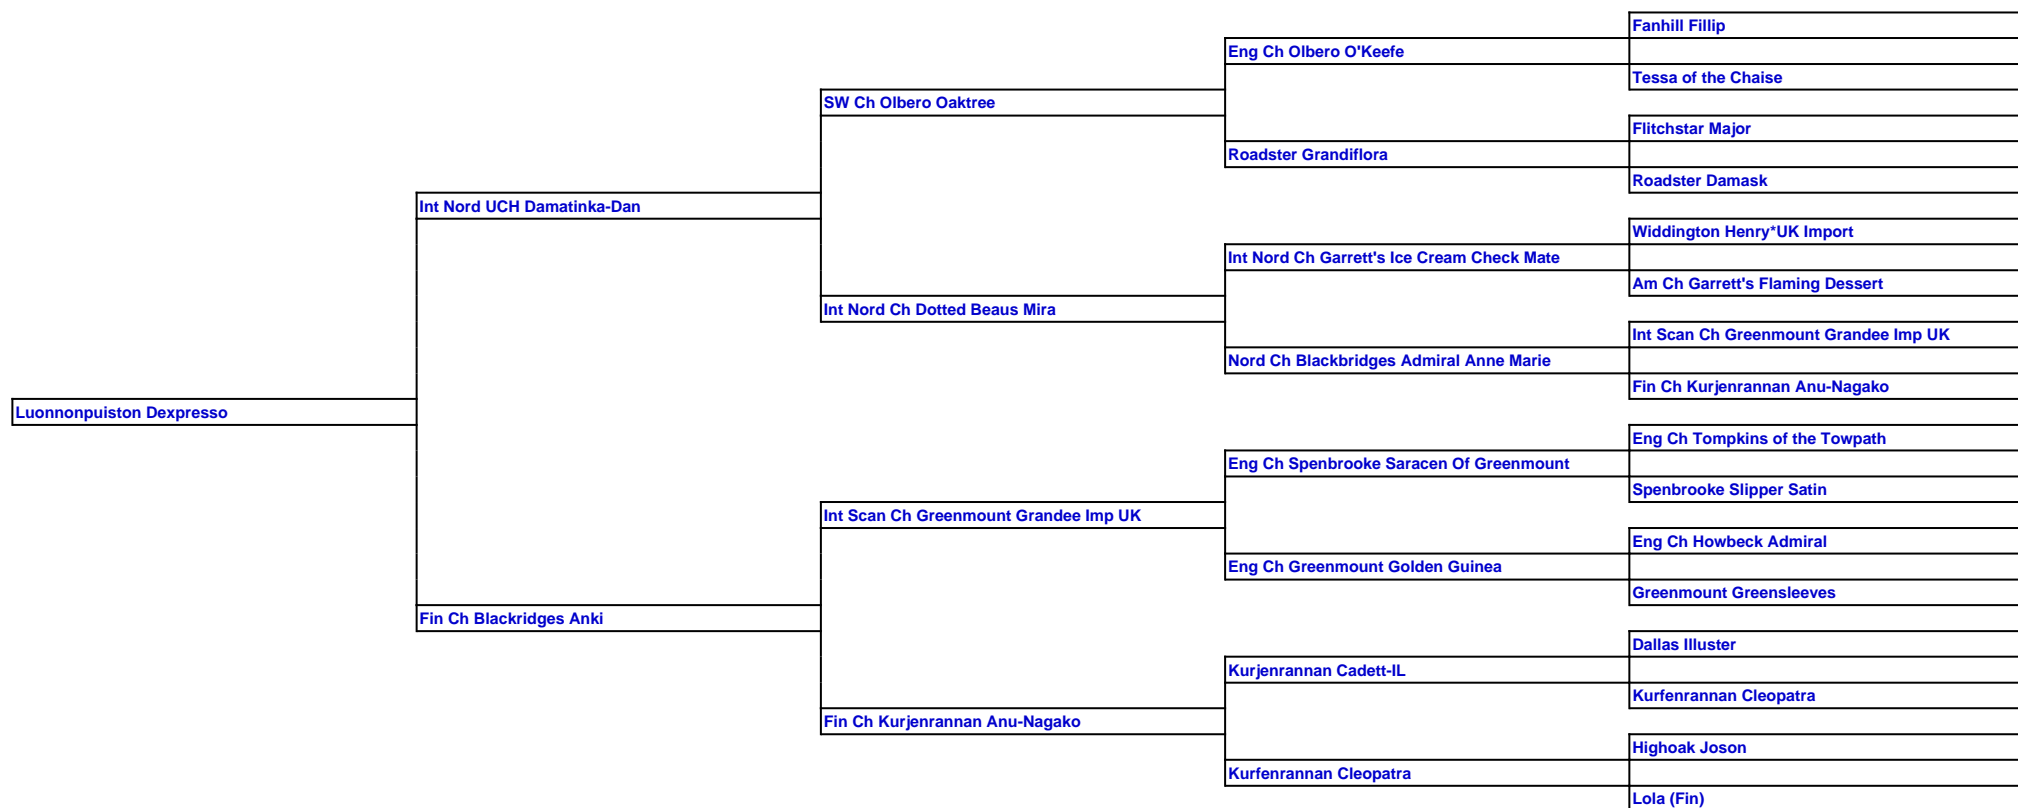 Fanhill Fillip
Eng Ch Olbero O'Keefe
Tessa of the Chaise
SW Ch Olbero Oaktree
Flitchstar Major
Roadster Grandiflora
Roadster Damask
Int Nord UCH Damatinka-Dan
Widdington Henry*UK Import
Int Nord Ch Garrett's Ice Cream Check Mate
Am Ch Garrett's Flaming Dessert
Int Nord Ch Dotted Beaus Mira
Int Scan Ch Greenmount Grandee Imp UK
Nord Ch Blackbridges Admiral Anne Marie
Fin Ch Kurjenrannan Anu-Nagako
Luonnonpuiston Dexpresso
Eng Ch Tompkins of the Towpath
Eng Ch Spenbrooke Saracen Of Greenmount
Spenbrooke Slipper Satin
Int Scan Ch Greenmount Grandee Imp UK
Eng Ch Howbeck Admiral
Eng Ch Greenmount Golden Guinea
Greenmount Greensleeves
Fin Ch Blackridges Anki
Dallas Illuster
Kurjenrannan Cadett-IL
Kurfenrannan Cleopatra
Fin Ch Kurjenrannan Anu-Nagako
Highoak Joson
Kurfenrannan Cleopatra
Lola (Fin)